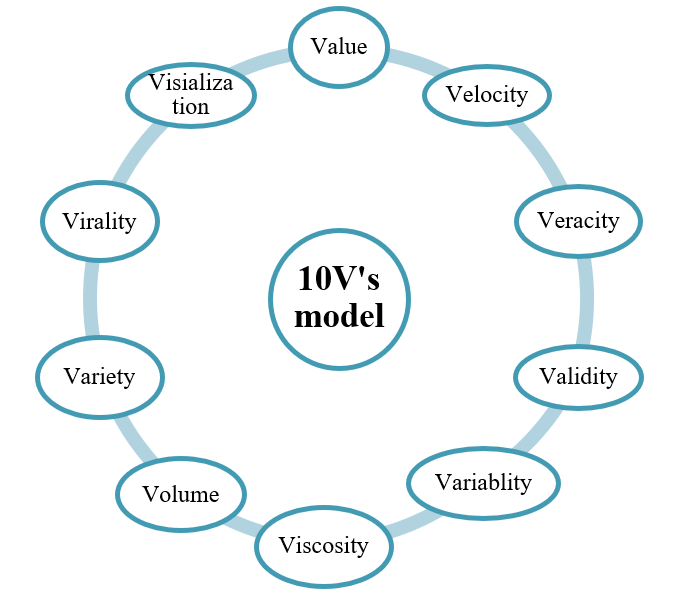 Value
Velocity
Veracity
Validity
Variablity
Viscosity
Volume
Variety
Virality
Visializa
tion
10V's
model